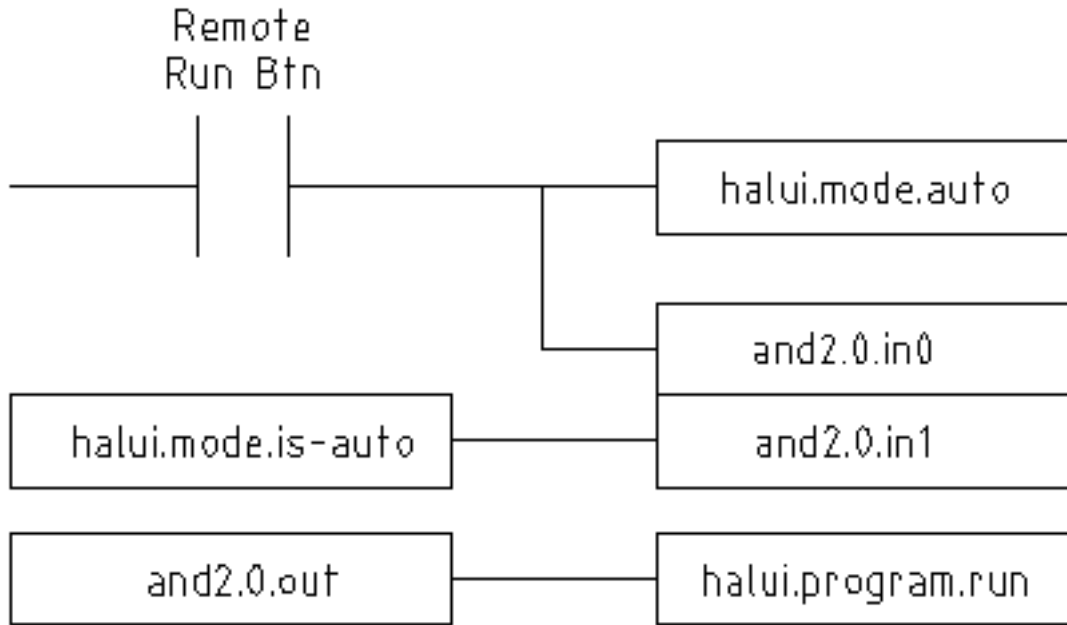 Remote
Run Btn
halui.mode.auto
and2.0.in0
halui.mode.is-auto
and2.0.in1
and2.0.out
halui.program.run